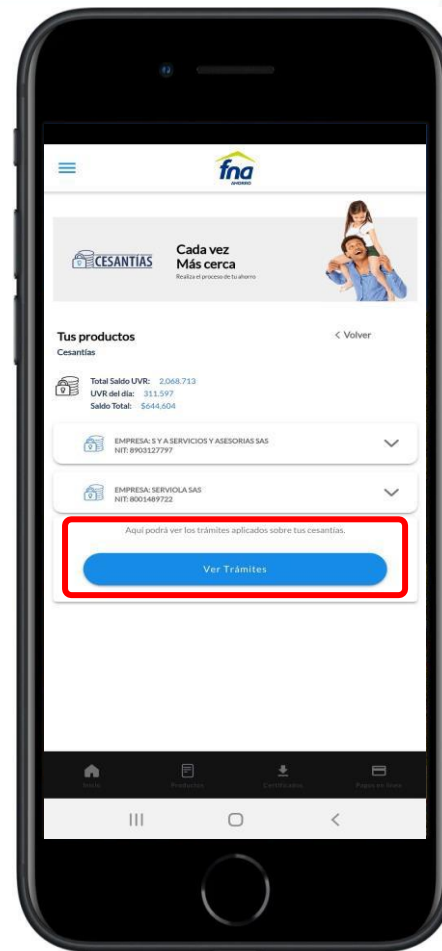 fna
AHORRO
CESANTÍAS
Cada vez
Más cerca
Realiza el proceso de tu ahorro
Tus productos
< Volver
Cesantías
Total Saldo UVR: 2,068.713
UVR del día: 311.597
Saldo Total: $644,604
EMPRESA: S Y A SERVICIOS Y ASESORIAS SAS
NIT: 8903127797
EMPRESA: SERVIOLA SAS
NIT: 8001489722
Aquí podrá ver los trámites aplicados sobre tus cesantías.
Ver Trámites
Inicio Productos Certificados Pagos en línea